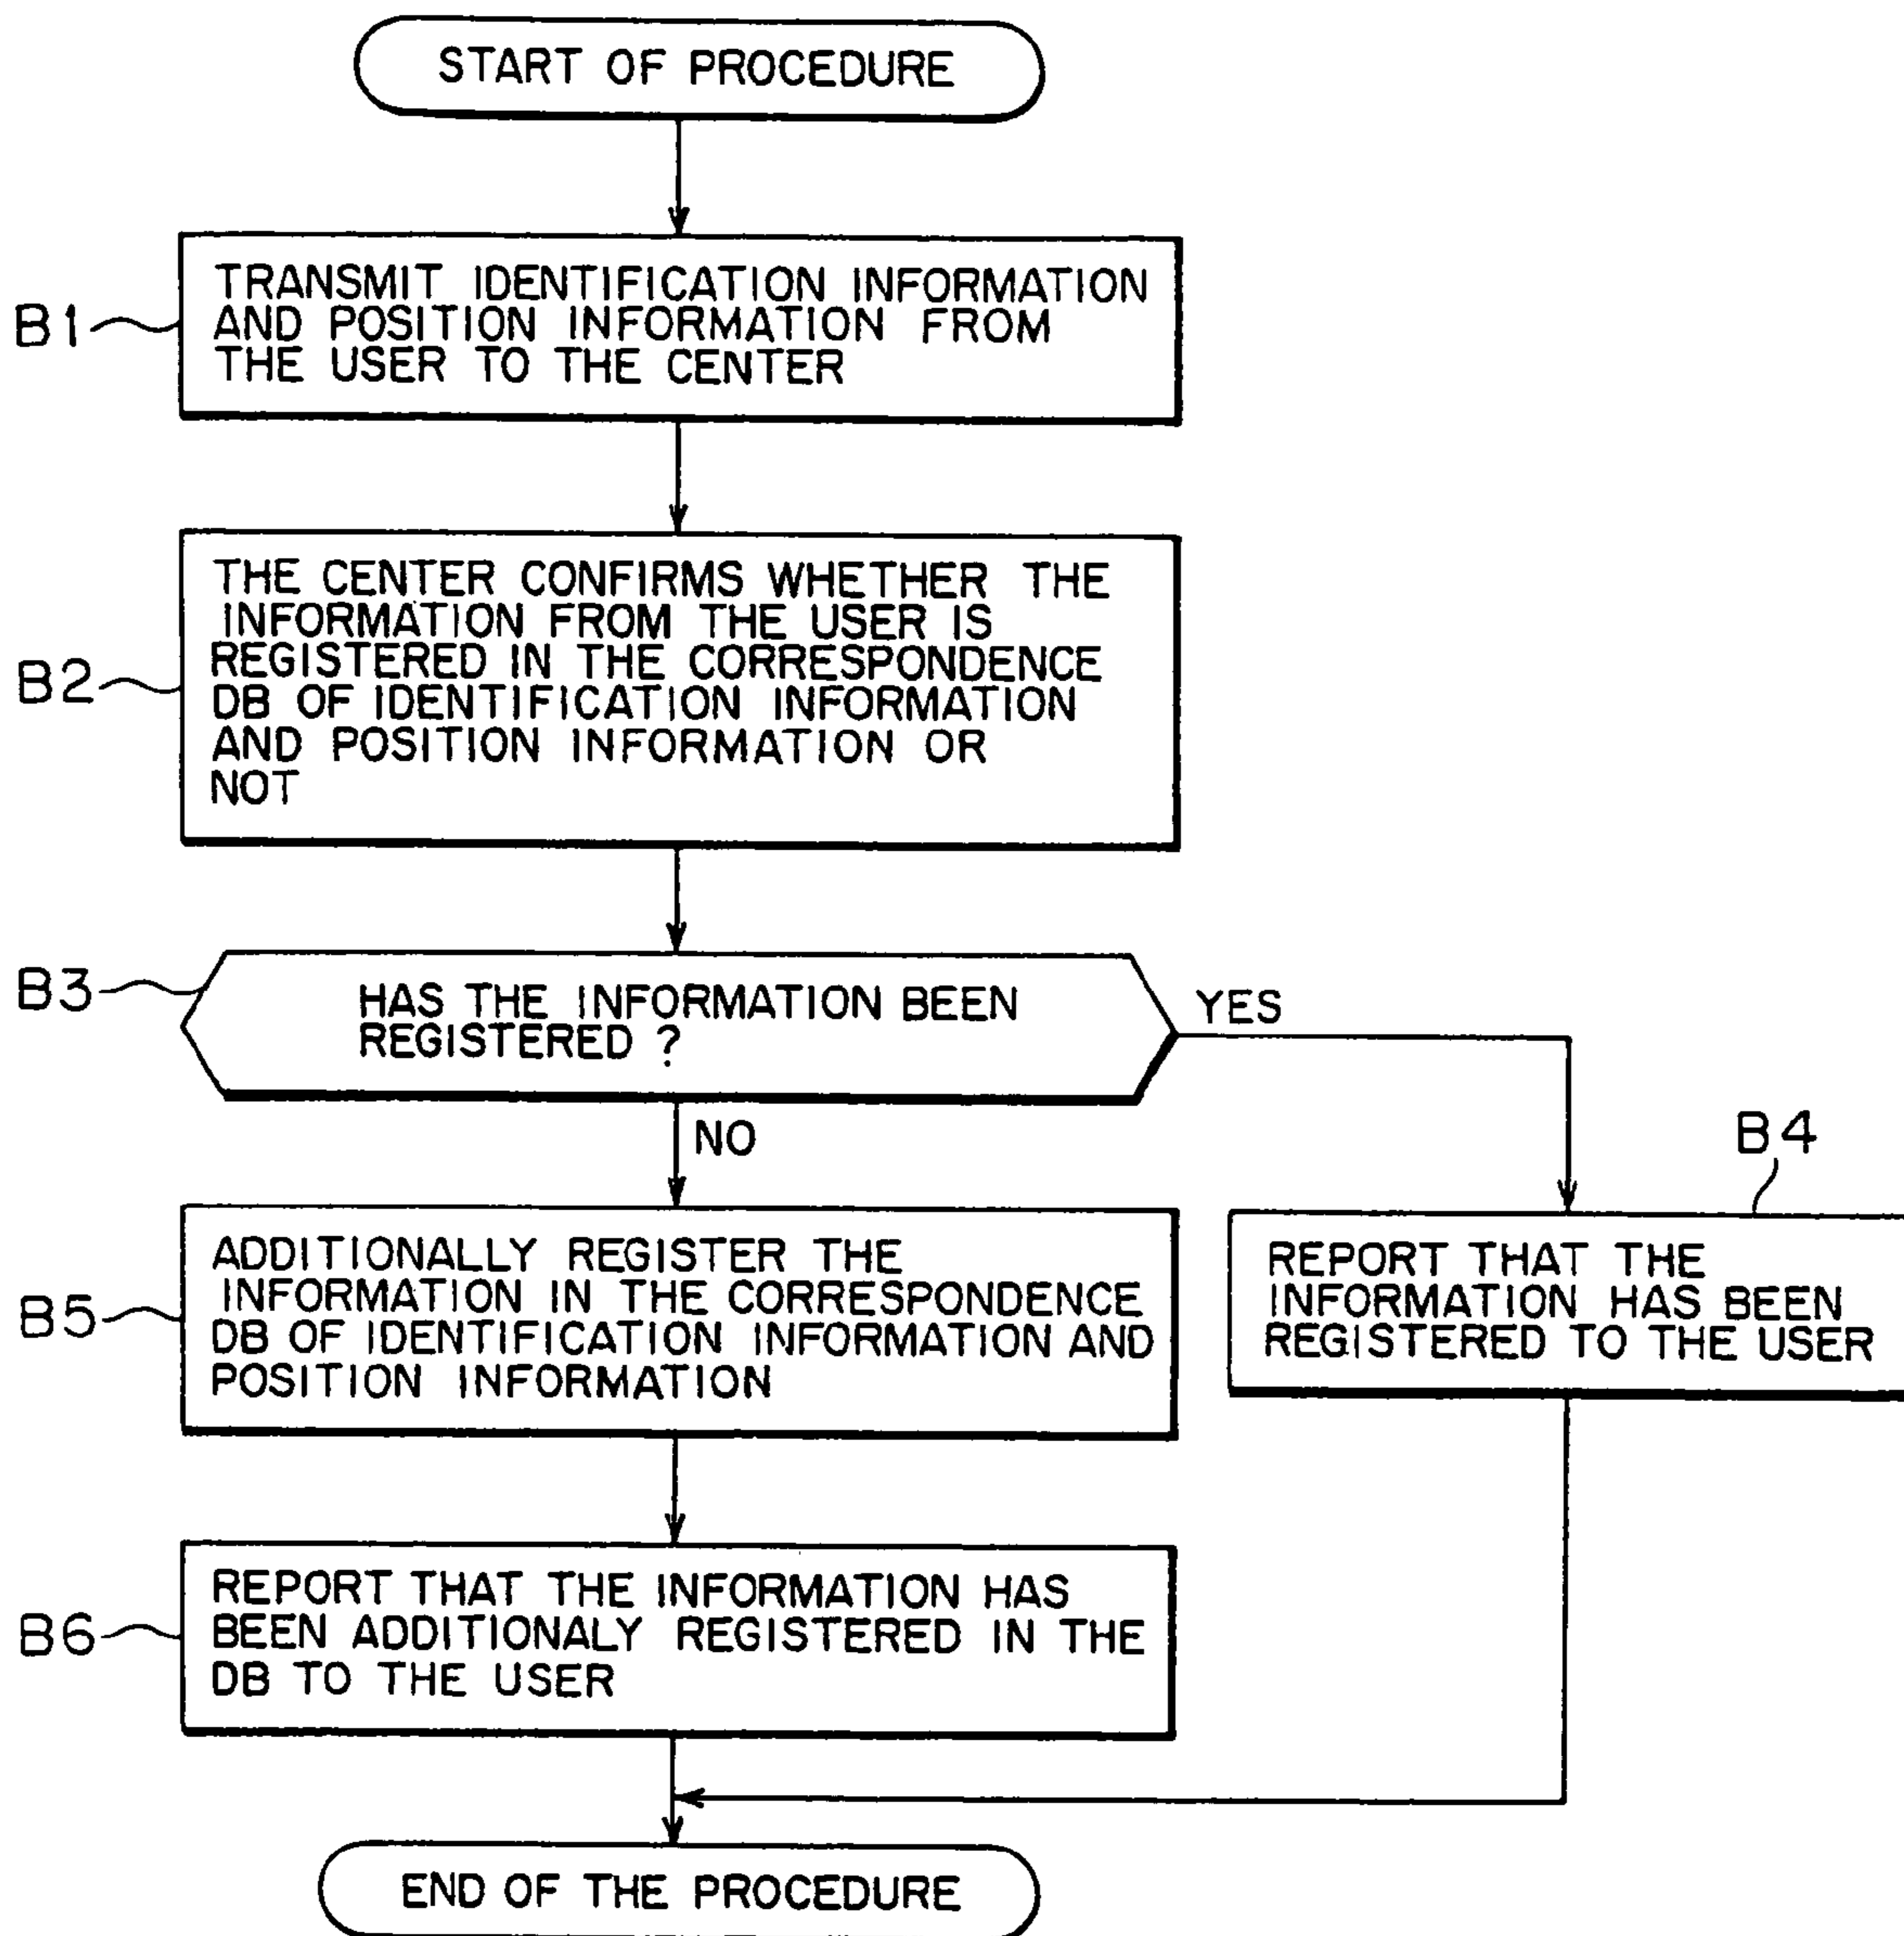 START OF PROCEDURE
B1
TRANSMIT IDENTIFICATION INFORMATION
AND POSITION INFORMATION FROM
THE USER TO THE CENTER
B2
THE CENTER CONFIRMS WHETHER THE
INFORMATION FROM THE USER IS
REGISTERED IN THE CORRESPONDENCE
DB OF IDENTIFICATION INFORMATION
AND POSITION INFORMATION OR
NOT
B3
HAS THE INFORMATION BEEN
REGISTERED ?
YES
NO
B4
REPORT THAT THE
INFORMATION HAS BEEN
REGISTERED TO THE USER
B5
ADDITIONALLY REGISTER THE
INFORMATION IN THE CORRESPONDENCE
DB OF IDENTIFICATION INFORMATION AND
POSITION INFORMATION
B6
REPORT THAT THE INFORMATION HAS
BEEN ADDITIONALY REGISTERED IN THE
DB TO THE USER
END OF THE PROCEDURE